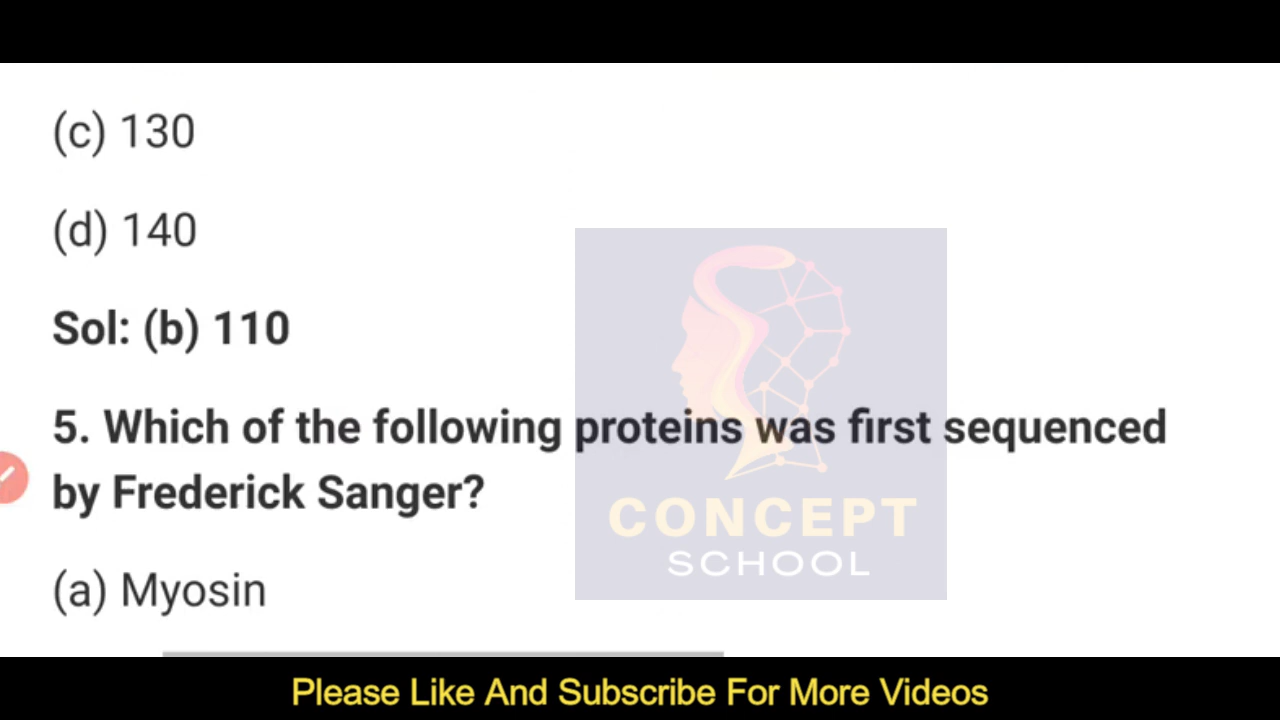 (c) 130
(d) 140
Sol: (b) 110
5. Which of the following proteins was first sequenced
by Frederick Sanger?
CONCEPT
SCHOOL
(a) Myosin
Please Like And Subscribe For More Videos